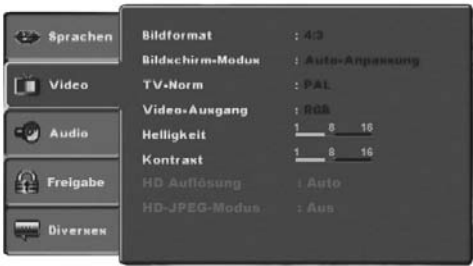 Sprachen
Video
Audio
Freigabe
Diverses
Bildformat : 4:3
Bildschirm-Modus : Auto-Anpassung
TV-Norm : PAL
Video-Ausgang : RGB
Helligkeit 1 8 16
Kontrast 1 8 16
HD Auflösung : Auto
HD-JPEG-Modus : Aus